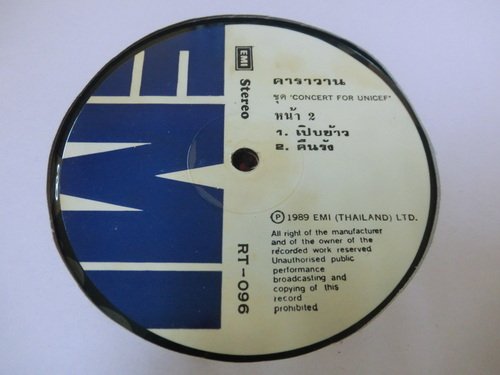 EMI
EMI
Stereo
คาราวาน
ชุด "CONCERT FOR UNICEF"
หน้า 2
1. เปิบข้าว
2. คืนรัง
Ⓟ 1989 EMI (THAILAND) LTD.
All right of the manufacturer
and of the owner of the
recorded work reserved
Unauthorised public
performance
broadcasting and
copying of this
record
prohibited
RT-096